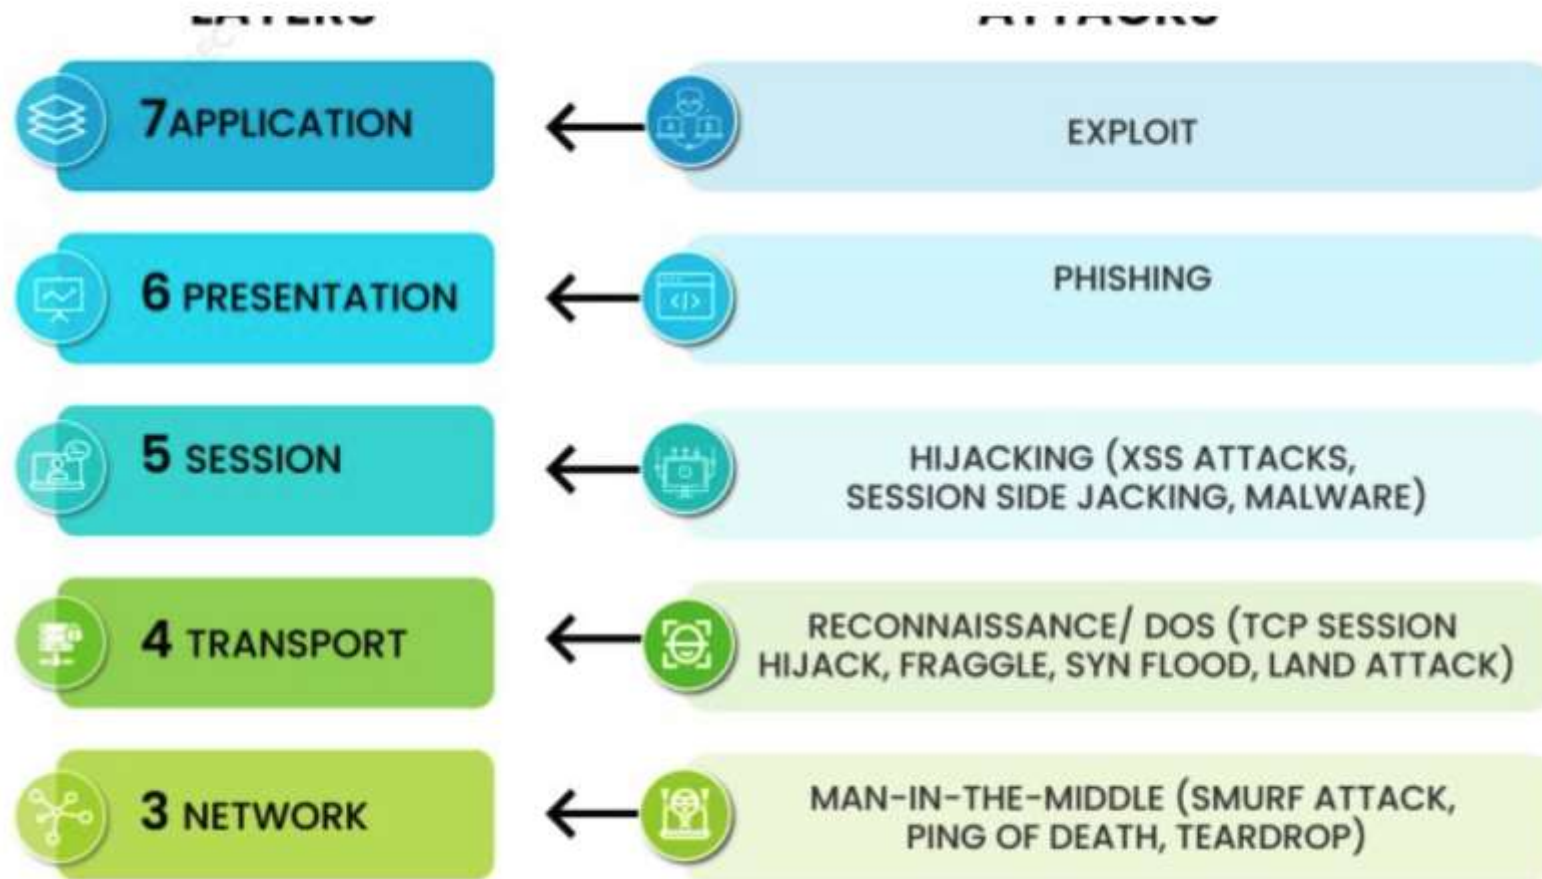 LAYERS ATTACKS
7APPLICATION
EXPLOIT
6 PRESENTATION
PHISHING
5 SESSION
HIJACKING (XSS ATTACKS,
SESSION SIDE JACKING, MALWARE)
4 TRANSPORT
RECONNAISSANCE/ DOS (TCP SESSION
HIJACK, FRAGGLE, SYN FLOOD, LAND ATTACK)
3 NETWORK
MAN-IN-THE-MIDDLE (SMURF ATTACK,
PING OF DEATH, TEARDROP)